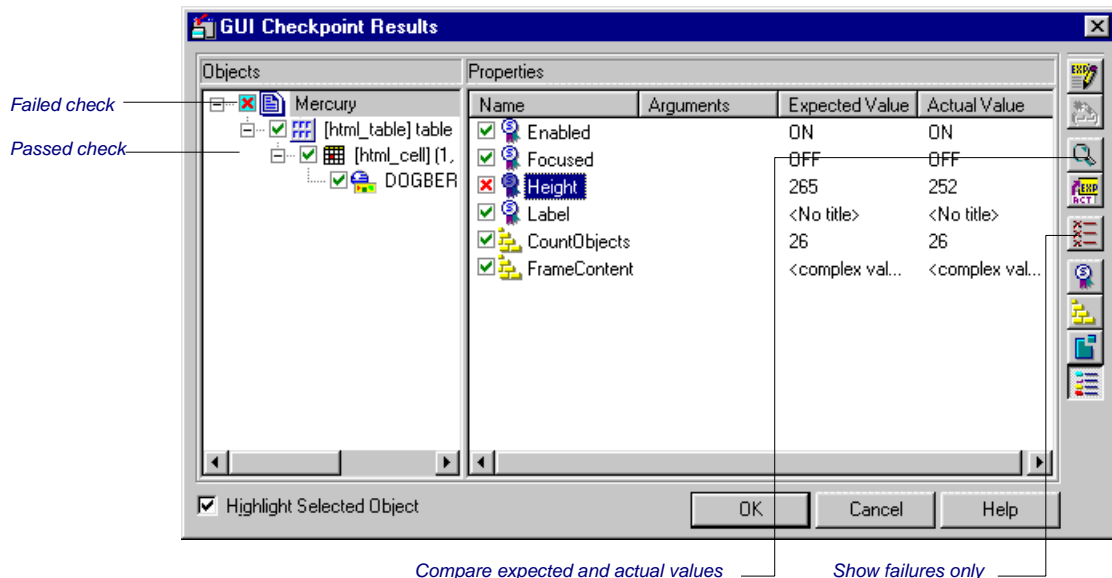 GUI Checkpoint Results
Objects
Properties
Failed check
Passed check
Mercury
[html_table] table
[html_cell] (1,
DOGBER
Name Arguments Expected Value Actual Value
Enabled ON ON
Focused OFF OFF
Height 265 252
Label <No title> <No title>
CountObjects 26 26
FrameContent <complex val... <complex val...
EXP
EXP
ACT
Highlight Selected Object
OK Cancel Help
Compare expected and actual values
Show failures only